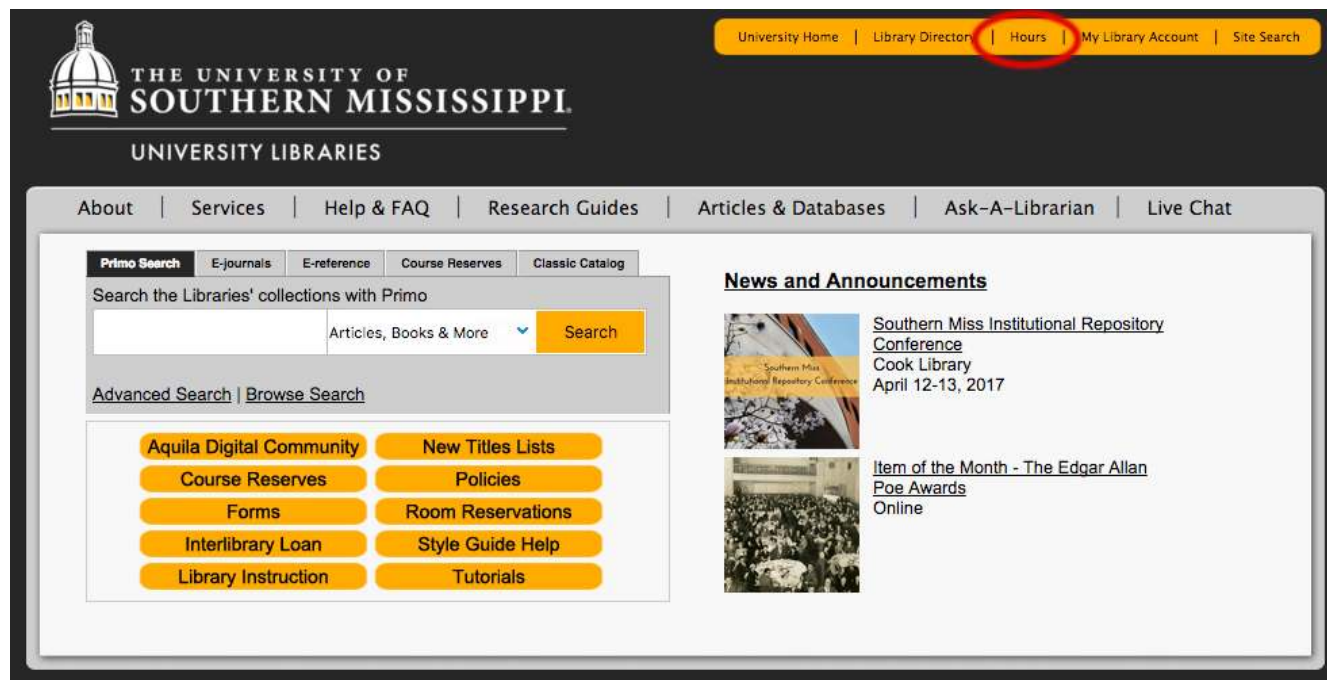 University Home | Library Directory | Hours | My Library Account | Site Search
THE UNIVERSITY OF
SOUTHERN MISSISSIPPI.
UNIVERSITY LIBRARIES
About | Services | Help & FAQ | Research Guides | Articles & Databases | Ask-A-Librarian | Live Chat
Primo Search E-journals E-reference Course Reserves Classic Catalog
Search the Libraries' collections with Primo
Articles, Books & More Search
Advanced Search | Browse Search
Aquila Digital Community New Titles Lists
Course Reserves Policies
Forms Room Reservations
Interlibrary Loan Style Guide Help
Library Instruction Tutorials
News and Announcements
Southern Miss
Institutional Repository Conference
Southern Miss Institutional Repository
Conference
Cook Library
April 12-13, 2017
Item of the Month - The Edgar Allan
Poe Awards
Online